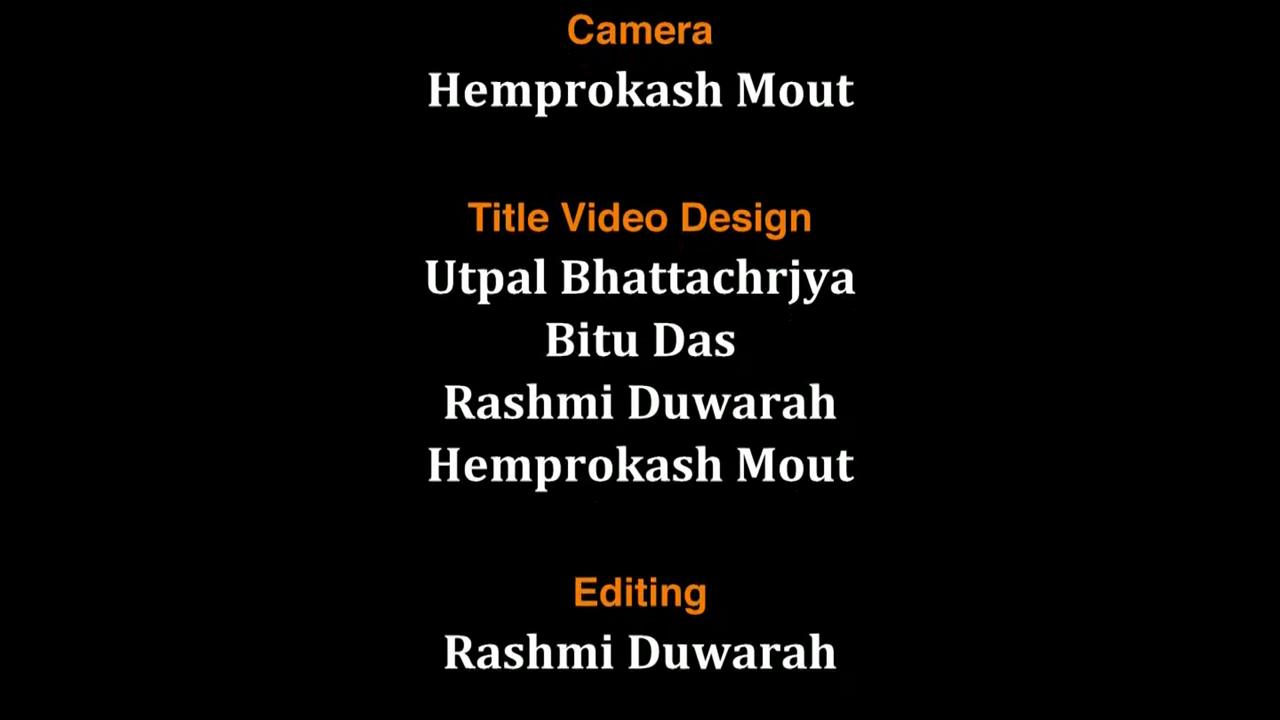 Camera
Hemprokash Mout
Title Video Design
Utpal Bhattachrjya
Bitu Das
Rashmi Duwarah
Hemprokash Mout
Editing
Rashmi Duwarah